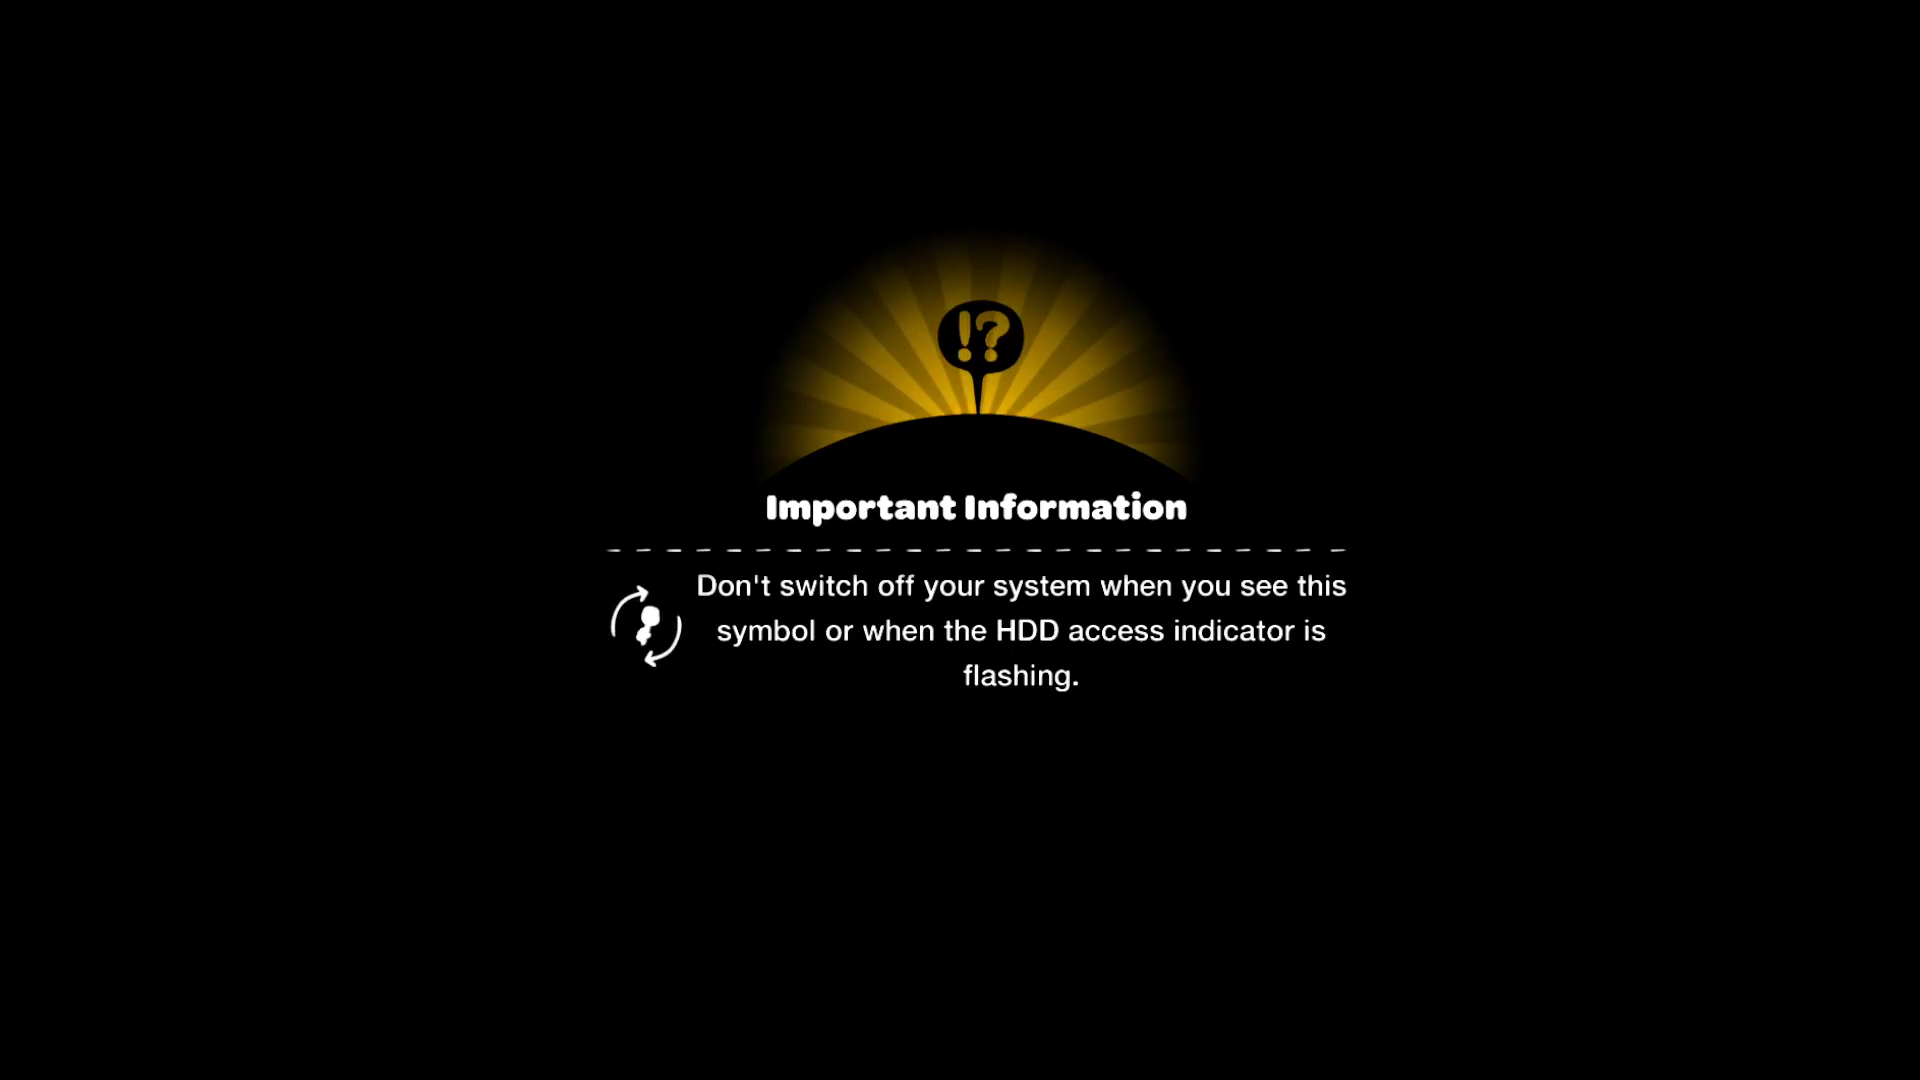 !?
Important Information
Don't switch off your system when you see this
symbol or when the HDD access indicator is
flashing.